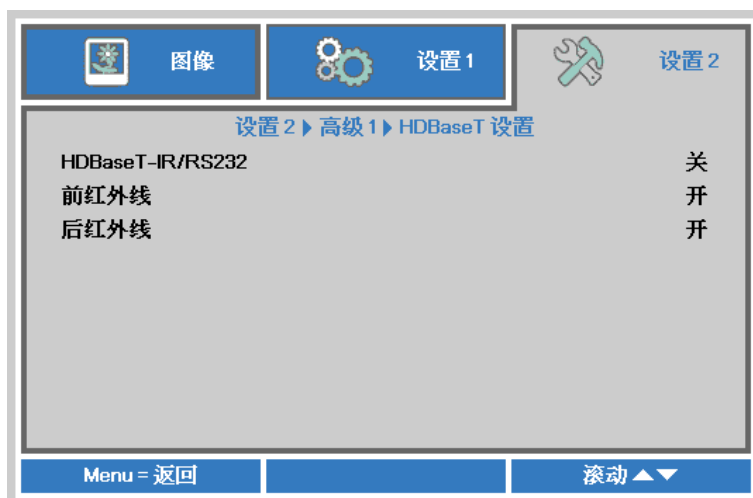 图像
设置 1
设置 2
设置 2 ▶ 高级 1 ▶ HDBaseT 设置
HDBaseT-IR/RS232 关
前红外线 开
后红外线 开
Menu = 返回
滚动 ▲▼